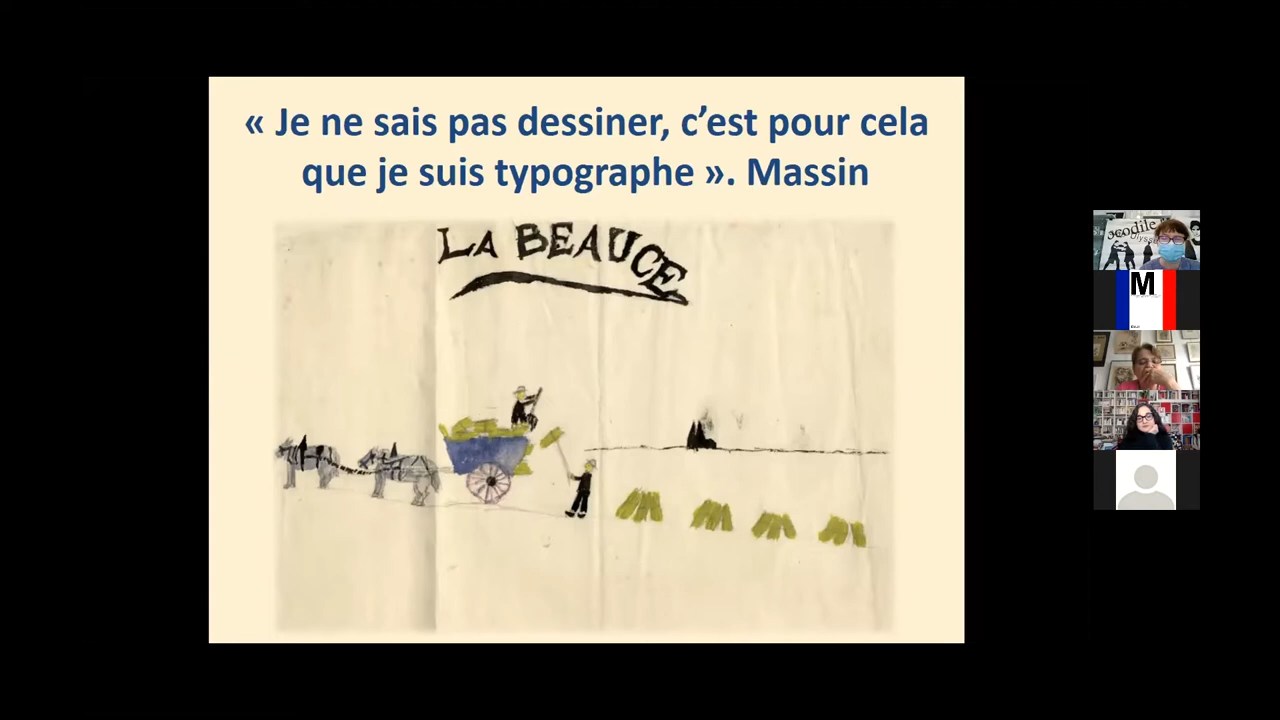 « Je ne sais pas dessiner, c’est pour cela
que je suis typographe ». Massin
LA BEAUCE
M